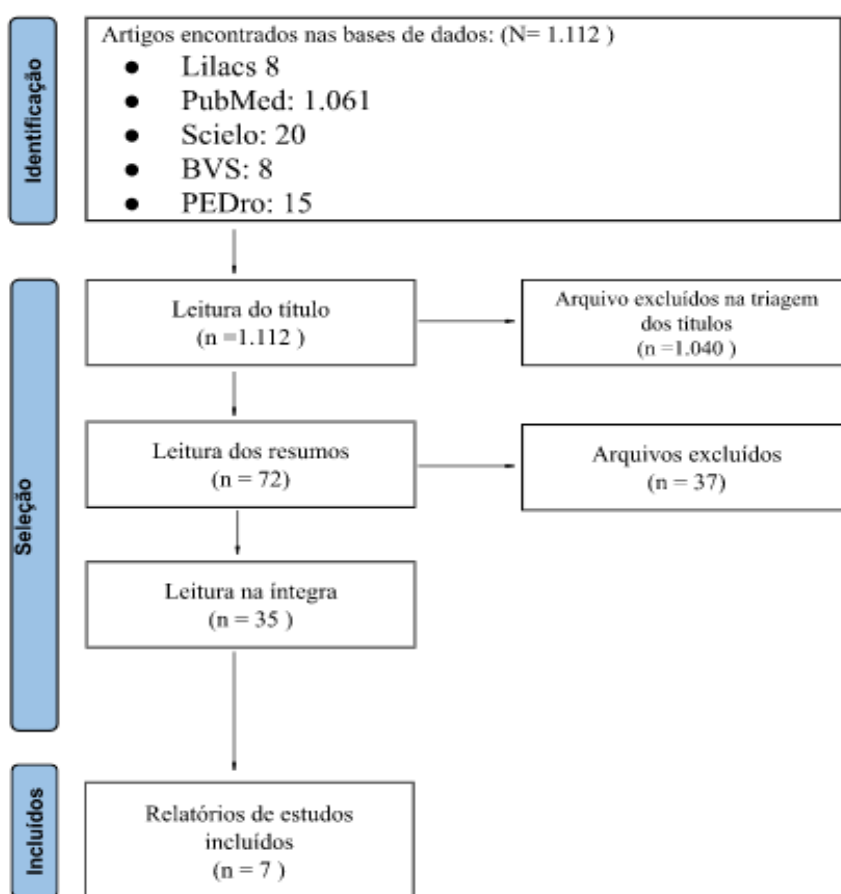 Identificação
Artigos encontrados nas bases de dados: (N= 1.112 )
● Lilacs 8
● PubMed: 1.061
● Scielo: 20
● BVS: 8
● PEDro: 15
Seleção
Leitura do título
(n =1.112 )
Arquivo excluídos na triagem
dos títulos
(n =1.040 )
Leitura dos resumos
(n = 72)
Arquivos excluídos
(n = 37)
Leitura na íntegra
(n = 35 )
Incluídos
Relatórios de estudos
incluídos
(n = 7 )